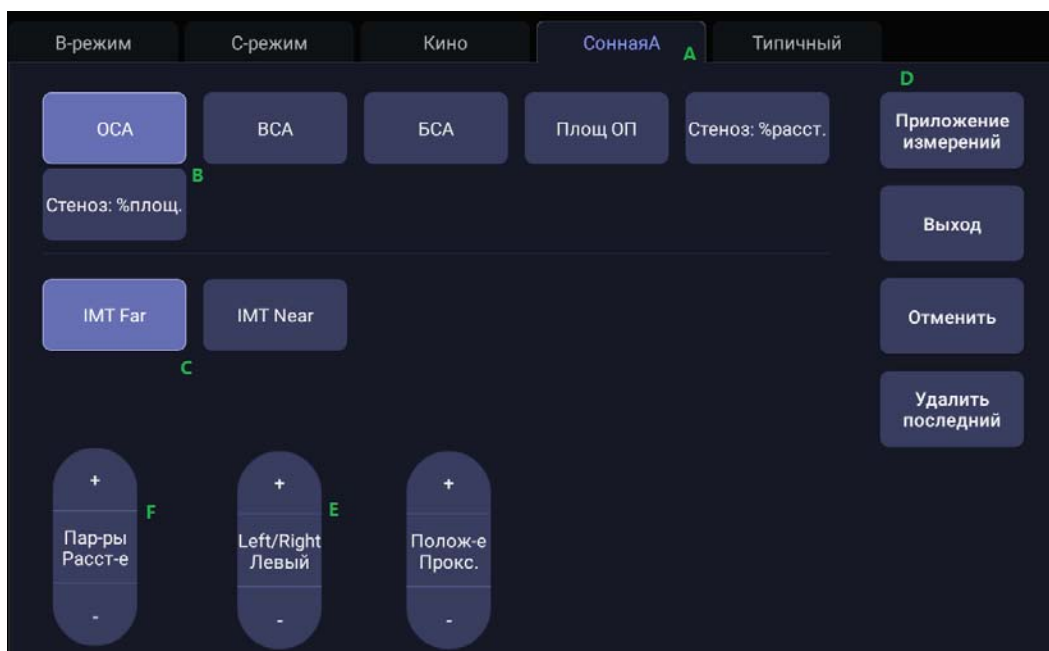 В-режим
С-режим
Кино
СоннаяА
A
Типичный
D
ОСА
ВСА
БСА
Площ ОП
Стеноз: %расст.
Приложение
измерений
B
Стеноз: %площ.
Выход
IMT Far
IMT Near
Отменить
C
Удалить
последний
+
+
+
F
E
Пар-ры
Расст-е
Left/Right
Левый
Полож-е
Прокс.
-
-
-